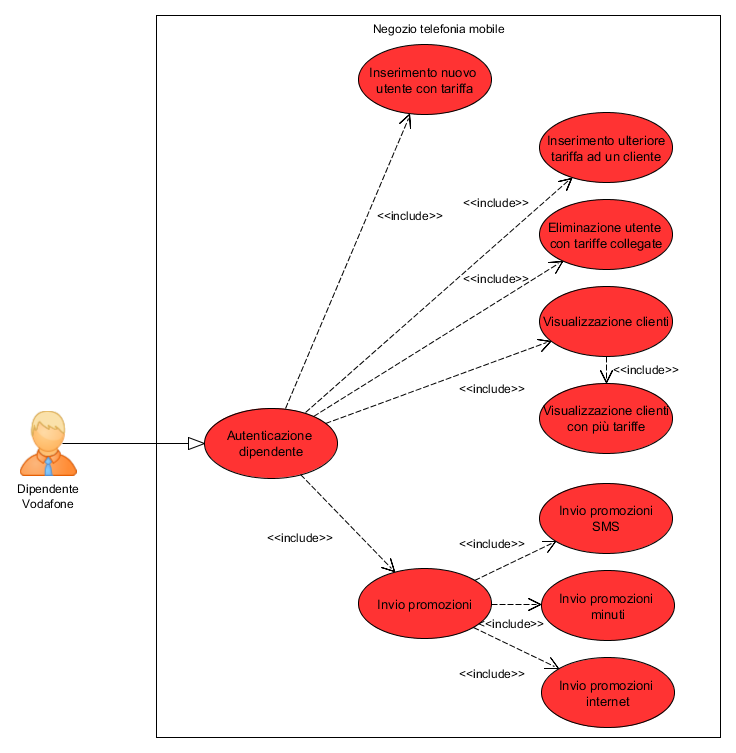 Negozio telefonia mobile
Inserimento nuovo
utente con tariffa
Inserimento ulteriore
tariffa ad un cliente
<<include>>
<<include>>
Eliminazione utente
con tariffe collegate
<<include>>
Visualizzazione clienti
<<include>>
<<include>>
Visualizzazione clienti
con più tariffe
Autenticazione
dipendente
Dipendente
Vodafone
Invio promozioni
SMS
<<include>>
<<include>>
Invio promozioni
Invio promozioni
minuti
<<include>>
<<include>>
Invio promozioni
internet